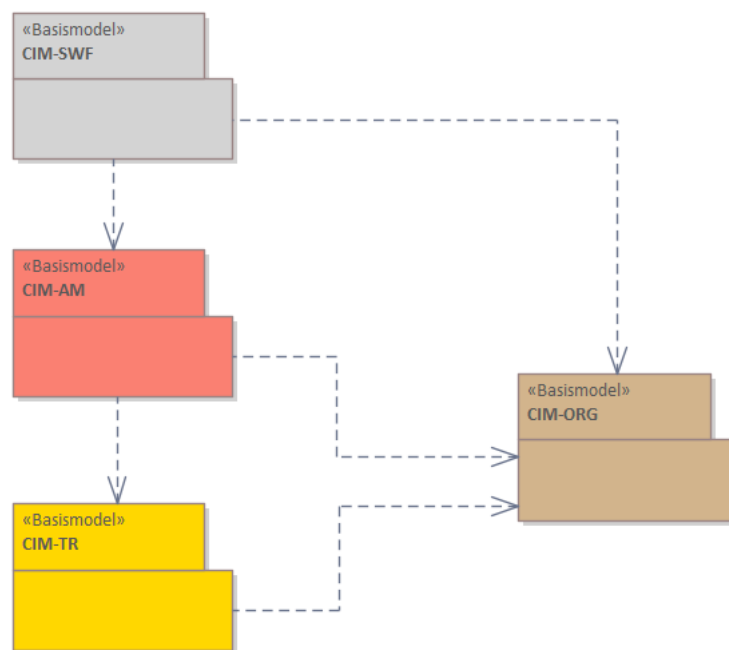 «Basismodel»
CIM-SWF
«Basismodel»
CIM-AM
«Basismodel»
CIM-ORG
«Basismodel»
CIM-TR